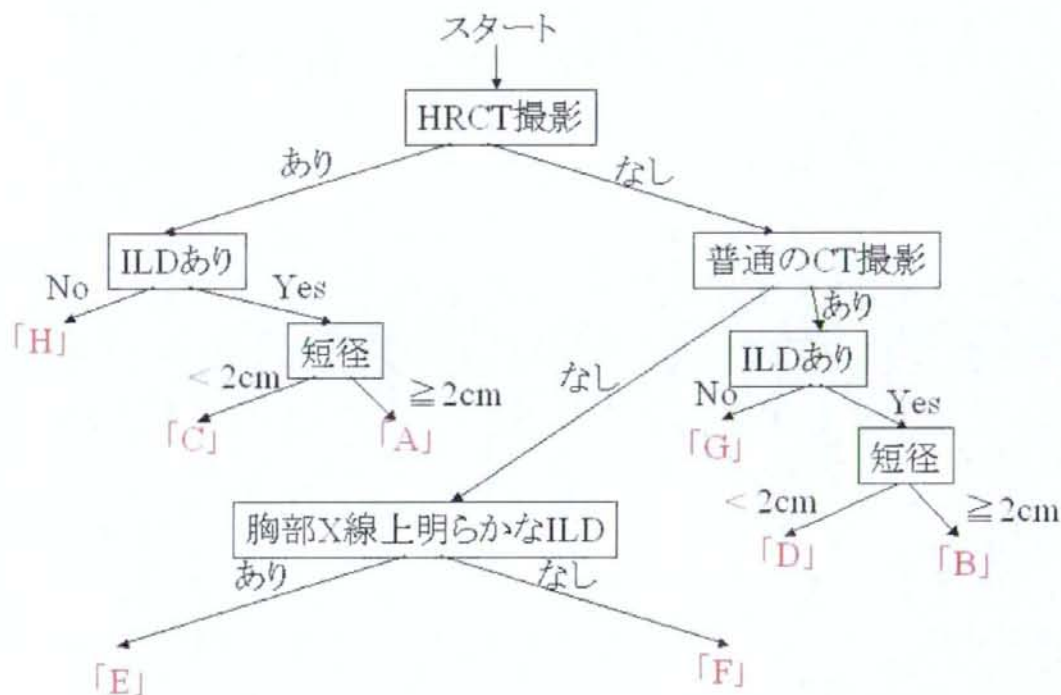 スタート
HRCT撮影
あり
なし
ILDあり
普通のCT撮影
No
Yes
あり
「H」
短径
なし
ILDあり
< 2cm
≧2cm
No
Yes
「C」
「A」
「G」
短径
< 2cm
≧2cm
胸部X線上明らかなILD
「D」
「B」
あり
なし
「E」
「F」